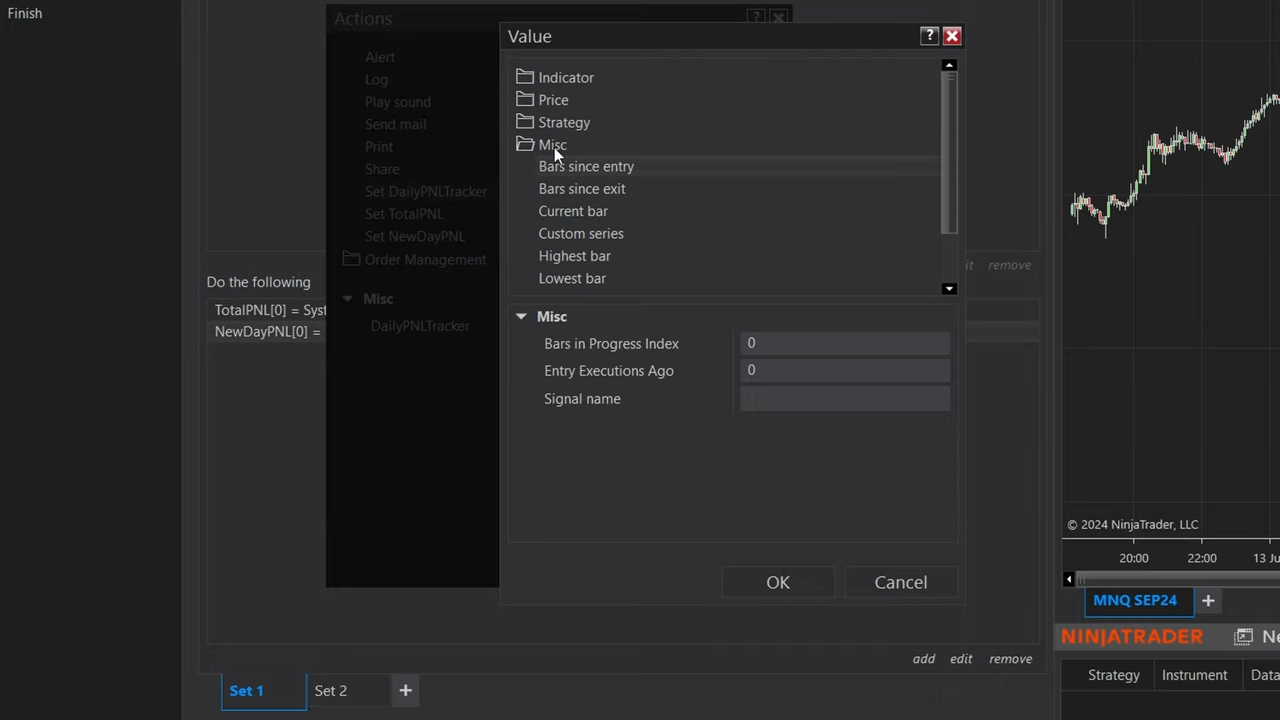 Finish
Actions
?
Alert
Log
Play sound
Send mail
Print
Share
Set DailyPNLTracker
Set TotalPNL
Set NewDayPNL
Order Management
Misc
DailyPNLTracker
Value
?
Indicator
Price
Strategy
Misc
Bars since entry
Bars since exit
Current bar
Custom series
Highest bar
Lowest bar
Misc
Bars in Progress Index 0
Entry Executions Ago 0
Signal name
OK Cancel
remove
Do the following
TotalPNL[0] = Syst
NewDayPNL[0] =
add edit remove
Set 1 Set 2 +
© 2024 NinjaTrader, LLC
20:00 22:00 13 Ju
MNQ SEP24 +
NINJATRADER Ne
Strategy Instrument Data